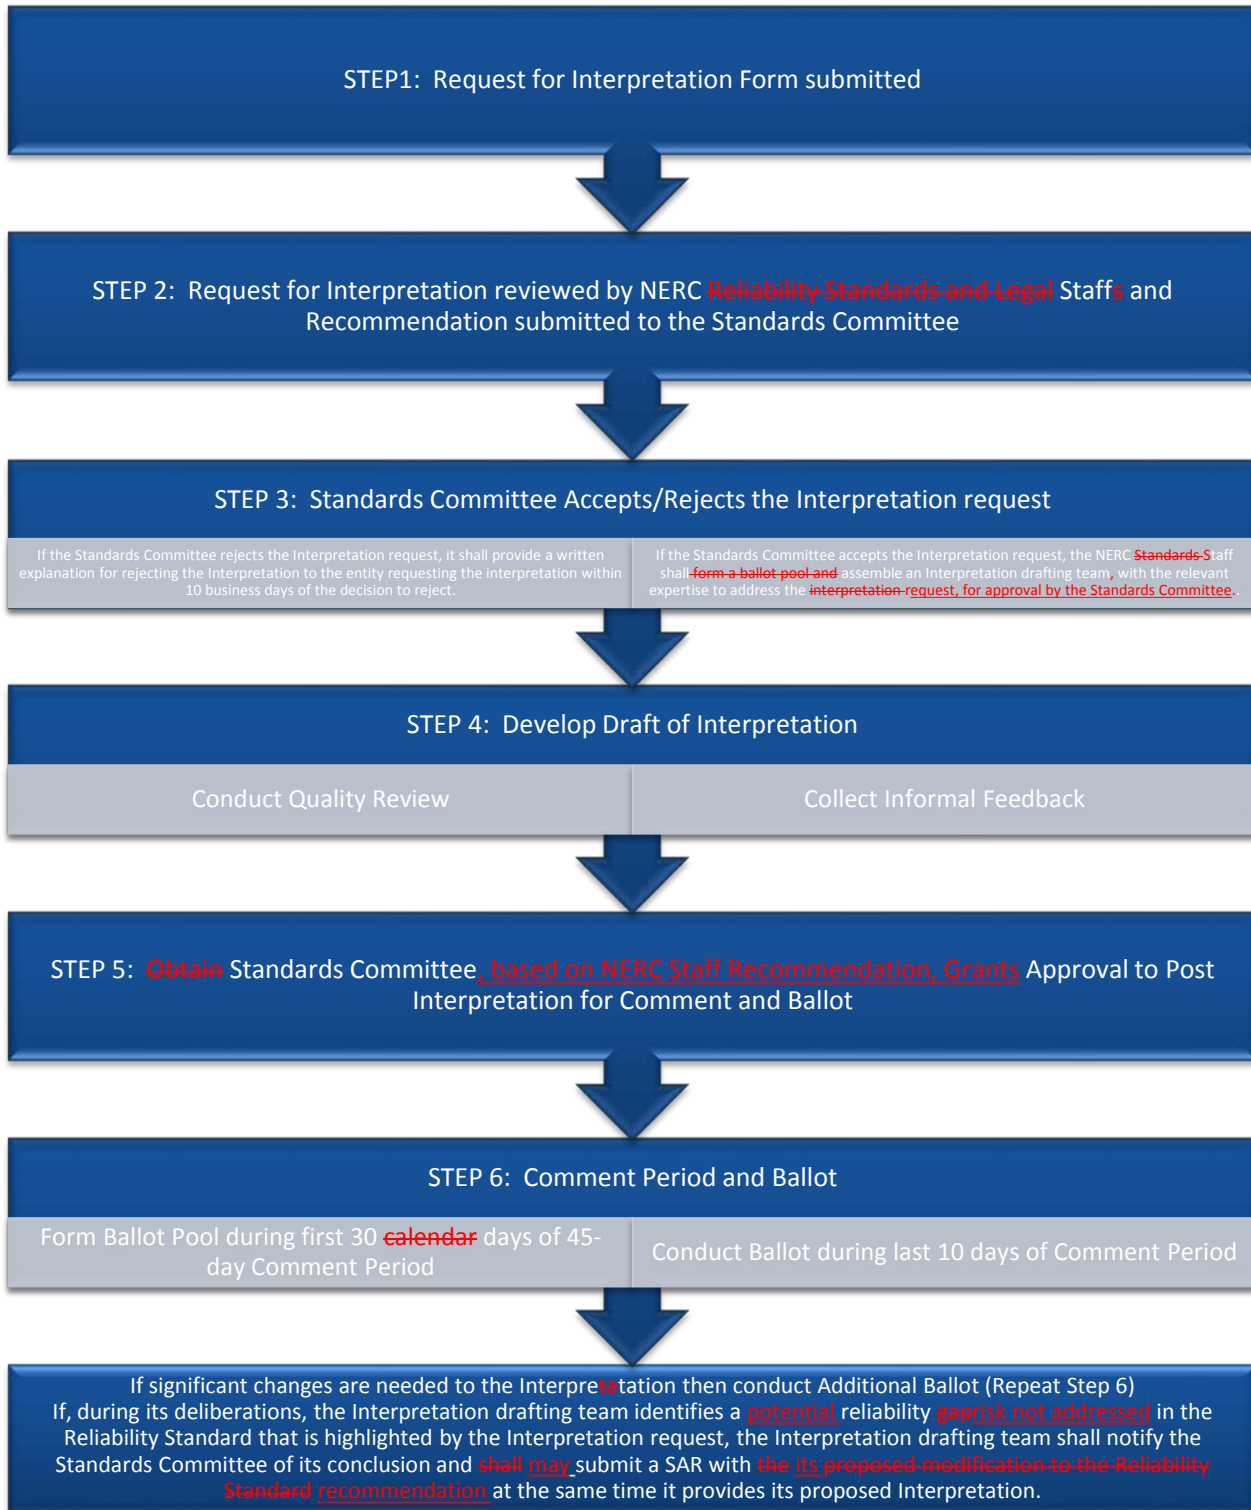 STEP1: Request for Interpretation Form submitted
STEP 2: Request for Interpretation reviewed by NERC Reliability Standards and Legal Staffs and
Recommendation submitted to the Standards Committee
STEP 3: Standards Committee Accepts/Rejects the Interpretation request
If the Standards Committee rejects the Interpretation request, it shall provide a written
explanation for rejecting the Interpretation to the entity requesting the interpretation within
10 business days of the decision to reject.
If the Standards Committee accepts the Interpretation request, the NERC Standards Staff
shall form a ballot pool and assemble an Interpretation drafting team, with the relevant
expertise to address the interpretation request, for approval by the Standards Committee..
STEP 4: Develop Draft of Interpretation
Conduct Quality Review
Collect Informal Feedback
STEP 5: Obtain Standards Committee, based on NERC Staff Recommendation, Grants Approval to Post
Interpretation for Comment and Ballot
STEP 6: Comment Period and Ballot
Form Ballot Pool during first 30 calendar days of 45-
day Comment Period
Conduct Ballot during last 10 days of Comment Period
If significant changes are needed to the Interpretatation then conduct Additional Ballot (Repeat Step 6)
If, during its deliberations, the Interpretation drafting team identifies a potential reliability gaprisk not addressed in the
Reliability Standard that is highlighted by the Interpretation request, the Interpretation drafting team shall notify the
Standards Committee of its conclusion and shall may submit a SAR with the its proposed modification to the Reliability
Standard recommendation at the same time it provides its proposed Interpretation.